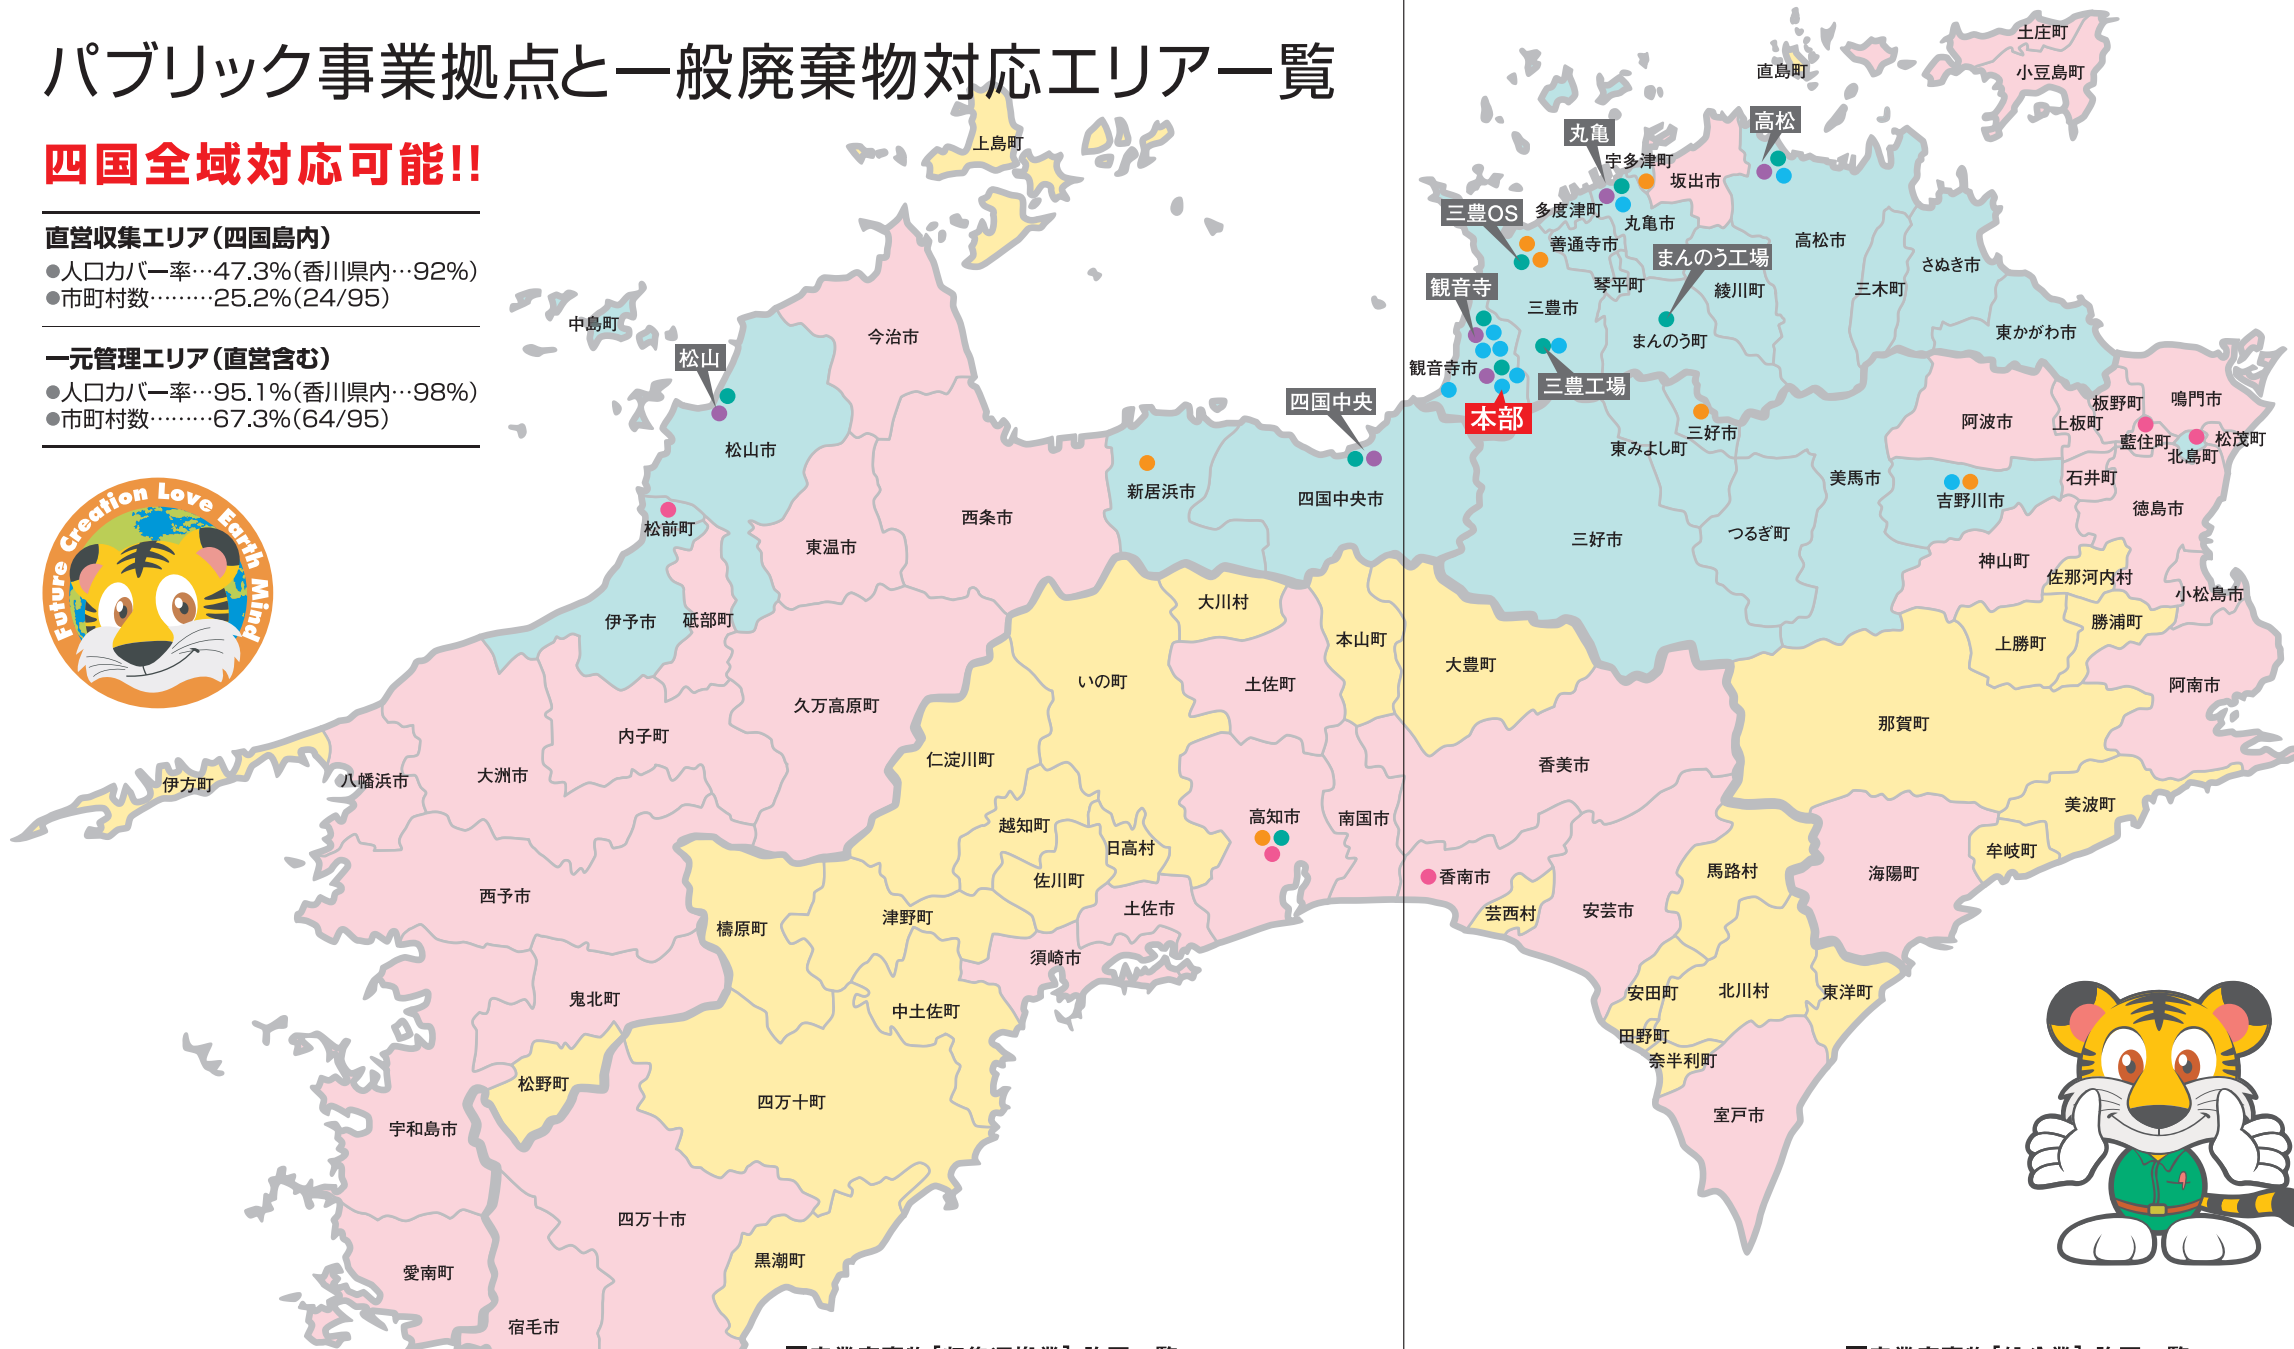 パブリック事業拠点と一般廃棄物対応エリア一覧
四国全域対応可能!!
直営収集エリア(四国島内)
●人口カバー率…47.3%(香川県内…92%)
●市町村数………25.2%(24/95)
一元管理エリア(直営含む)
●人口カバー率…95.1%(香川県内…98%)
●市町村数………67.3%(64/95)
Future Creation Love Earth Mind
上島町
中島町
松山
今治市
松山市
松前町
東温市
西条市
伊予市
砥部町
新居浜市
四国中央
四国中央市
久万高原町
内子町
大洲市
八幡浜市
伊方町
西予市
鬼北町
松野町
宇和島市
愛南町
宿毛市
四万十市
黒潮町
四万十町
中土佐町
檮原町
津野町
須崎市
土佐市
佐川町
日高村
越知町
仁淀川町
いの町
大川村
土佐町
本山町
大豊町
高知市
南国市
香美市
香南市
芸西村
安芸市
馬路村
安田町
北川村
東洋町
田野町
奈半利町
室戸市
土庄町
小豆島町
直島町
高松
丸亀
宇多津町
坂出市
三豊OS
多度津町
丸亀市
善通寺市
まんのう工場
高松市
さぬき市
観音寺
琴平町
綾川町
三木町
三豊市
まんのう町
東かがわ市
観音寺市
三豊工場
本部
三好市
東みよし町
三好市
美馬市
つるぎ町
阿波市
吉野川市
上板町
板野町
鳴門市
藍住町
松茂町
北島町
石井町
徳島市
神山町
佐那河内村
小松島市
勝浦町
上勝町
阿南市
那賀町
美波町
牟岐町
海陽町